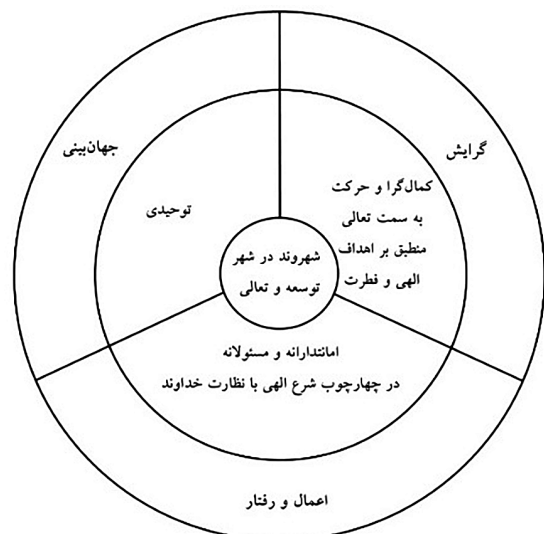 گرایش
جهان‌بینی
کمال‌گرا و حرکت
به سمت تعالی
منطبق بر اهداف
الهی و فطرت
توحیدی
شهروند در شهر
توسعه و تعالی
امانتدارانه و مسئولانه
در چهارچوب شرع الهی با نظارت خداوند
اعمال و رفتار